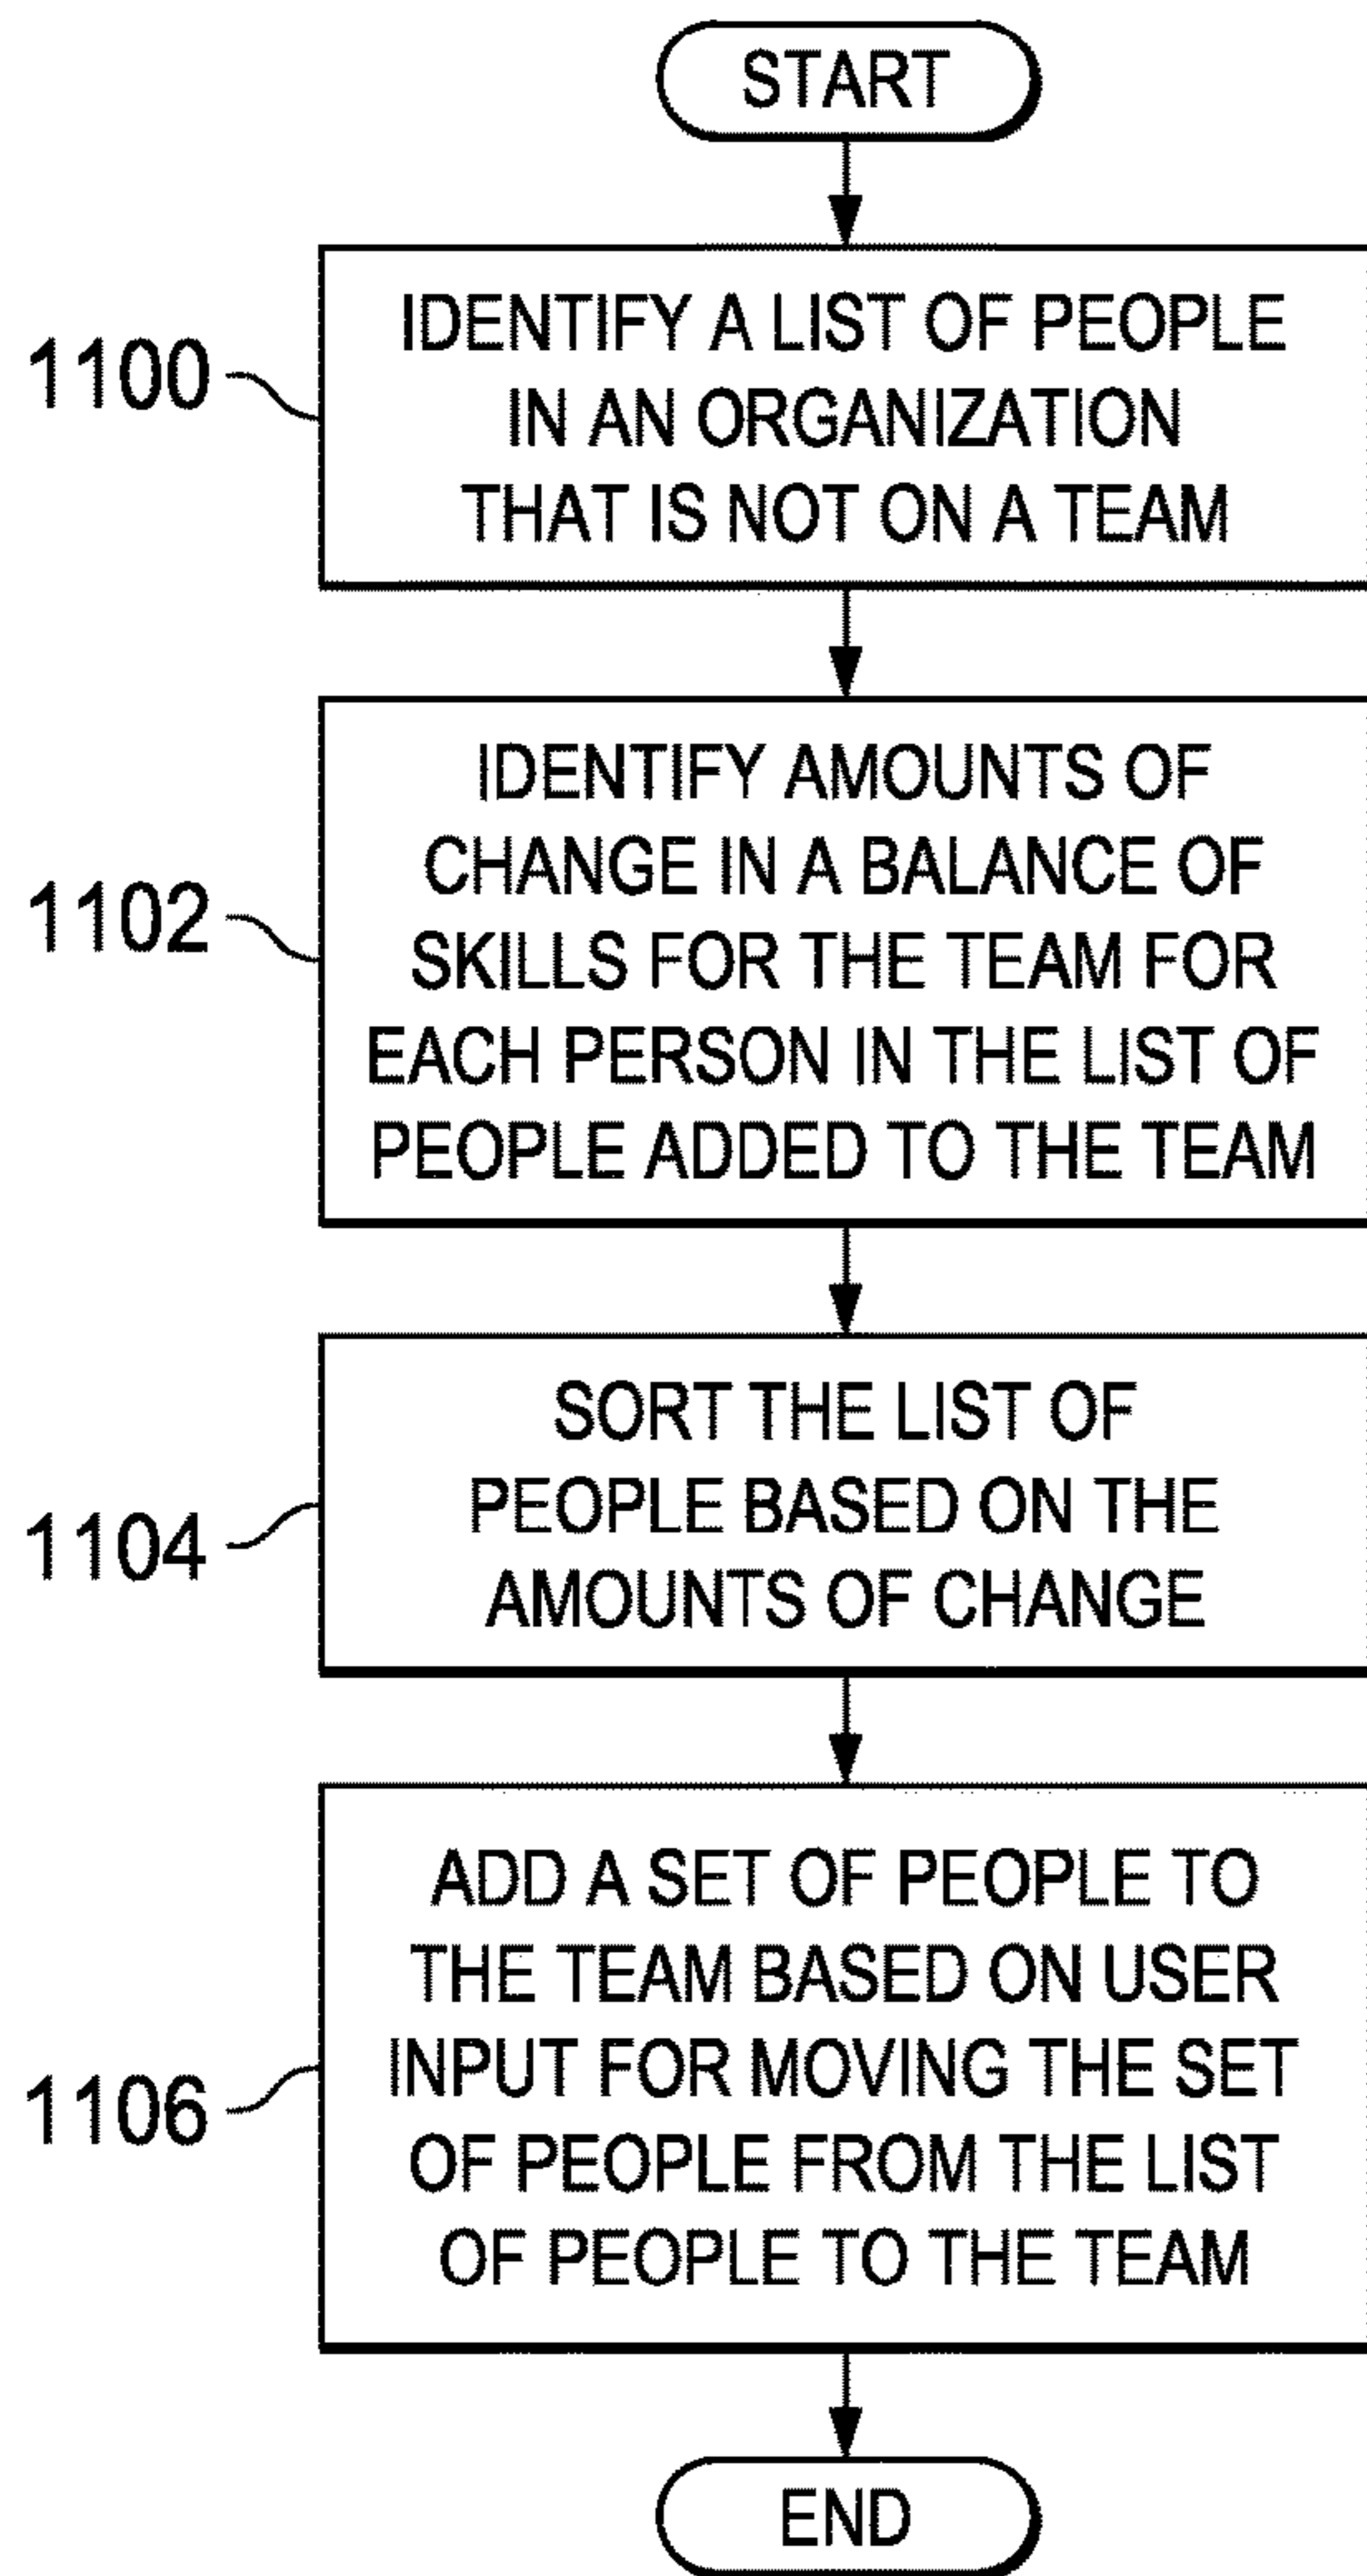 START
1100
IDENTIFY A LIST OF PEOPLE
IN AN ORGANIZATION
THAT IS NOT ON A TEAM
1102
IDENTIFY AMOUNTS OF
CHANGE IN A BALANCE OF
SKILLS FOR THE TEAM FOR
EACH PERSON IN THE LIST OF
PEOPLE ADDED TO THE TEAM
1104
SORT THE LIST OF
PEOPLE BASED ON THE
AMOUNTS OF CHANGE
1106
ADD A SET OF PEOPLE TO
THE TEAM BASED ON USER
INPUT FOR MOVING THE SET
OF PEOPLE FROM THE LIST
OF PEOPLE TO THE TEAM
END